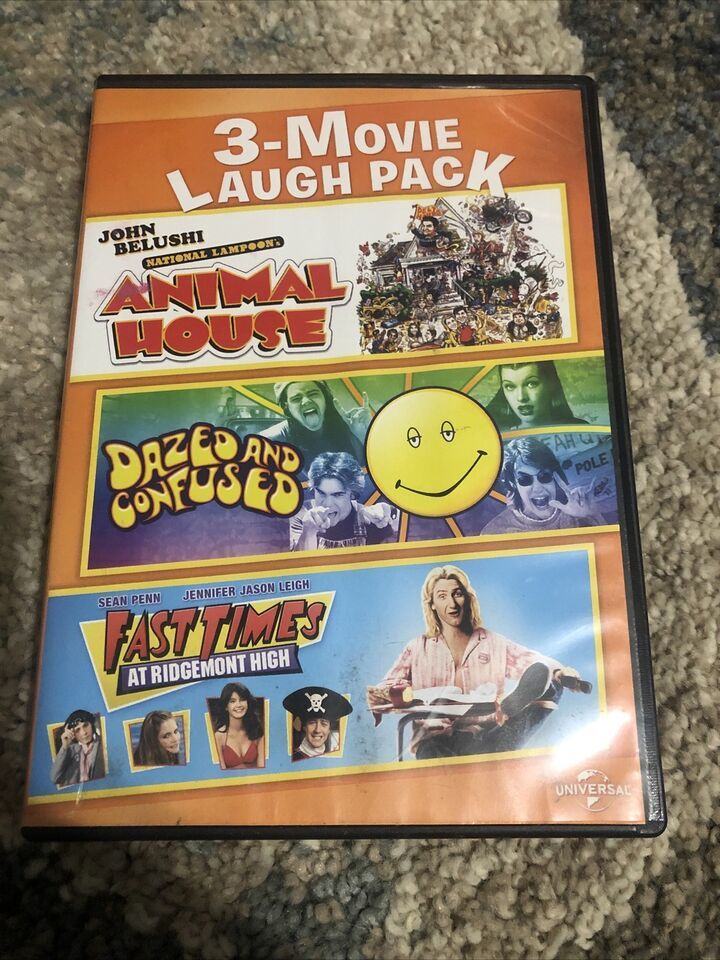 3-MOVIE
LAUGH PACK
JOHN
BELUSHI
NATIONAL LAMPOON's
ANIMAL
HOUSE
DAZED AND
CONFUSED
POLE
SEAN PENN JENNIFER JASON LEIGH
FAST TIMES
AT RIDGEMONT HIGH
UNIVERSAL